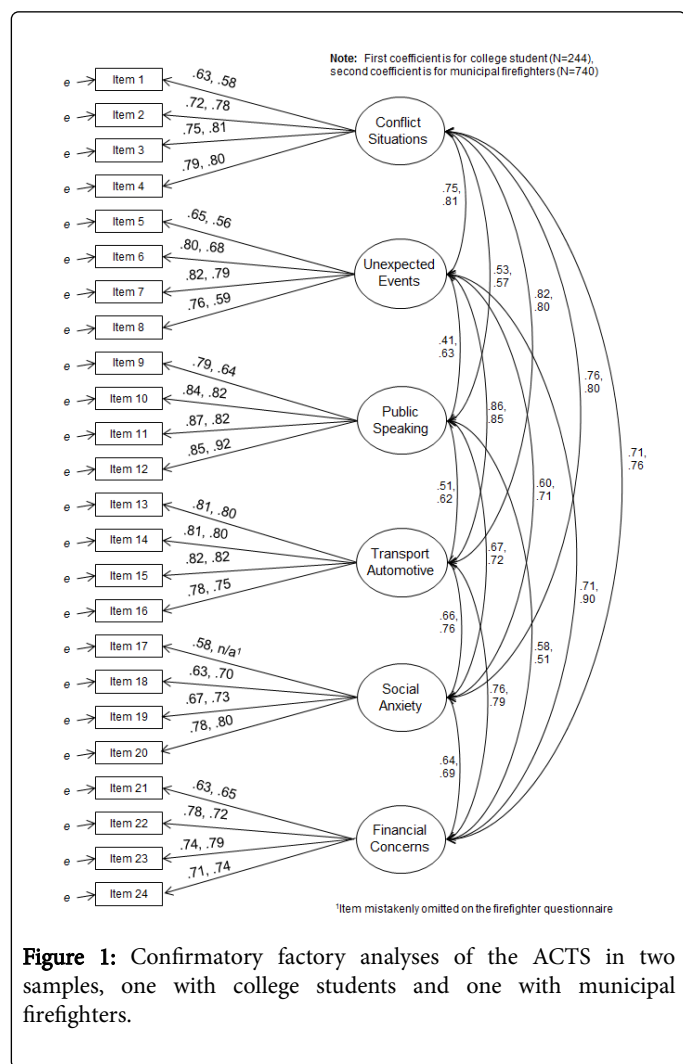 Note: First coefficient is for college student (N=244),
second coefficient is for municipal firefighters (N=740)
e
Item 1
.63, .58
e
Item 2
.72, .78
e
Item 3
.75, .81
e
Item 4
.79, .80
Conflict
Situations
e
Item 5
.65, .56
e
Item 6
.80, .68
e
Item 7
.82, .79
e
Item 8
.76, .59
Unexpected
Events
e
Item 9
.79, .64
e
Item 10
.84, .82
e
Item 11
.87, .82
e
Item 12
.85, .92
Public
Speaking
e
Item 13
.81, .80
e
Item 14
.81, .80
e
Item 15
.82, .82
e
Item 16
.78, .75
Transport
Automotive
e
Item 17
.58, n/a¹
e
Item 18
.63, .70
e
Item 19
.67, .73
e
Item 20
.78, .80
Social
Anxiety
e
Item 21
.63, .65
e
Item 22
.78, .72
e
Item 23
.74, .79
e
Item 24
.71, .74
Financial
Concerns
.75,
.81
.53,
.57
.82,
.80
.76,
.80
.71,
.76
.41,
.63
.86,
.85
.60,
.71
.71,
.90
.51,
.62
.67,
.72
.58,
.51
.66,
.76
.76,
.79
.64,
.69
¹Item mistakenly omitted on the firefighter questionnaire
Figure 1: Confirmatory factory analyses of the ACTS in two
samples, one with college students and one with municipal
firefighters.